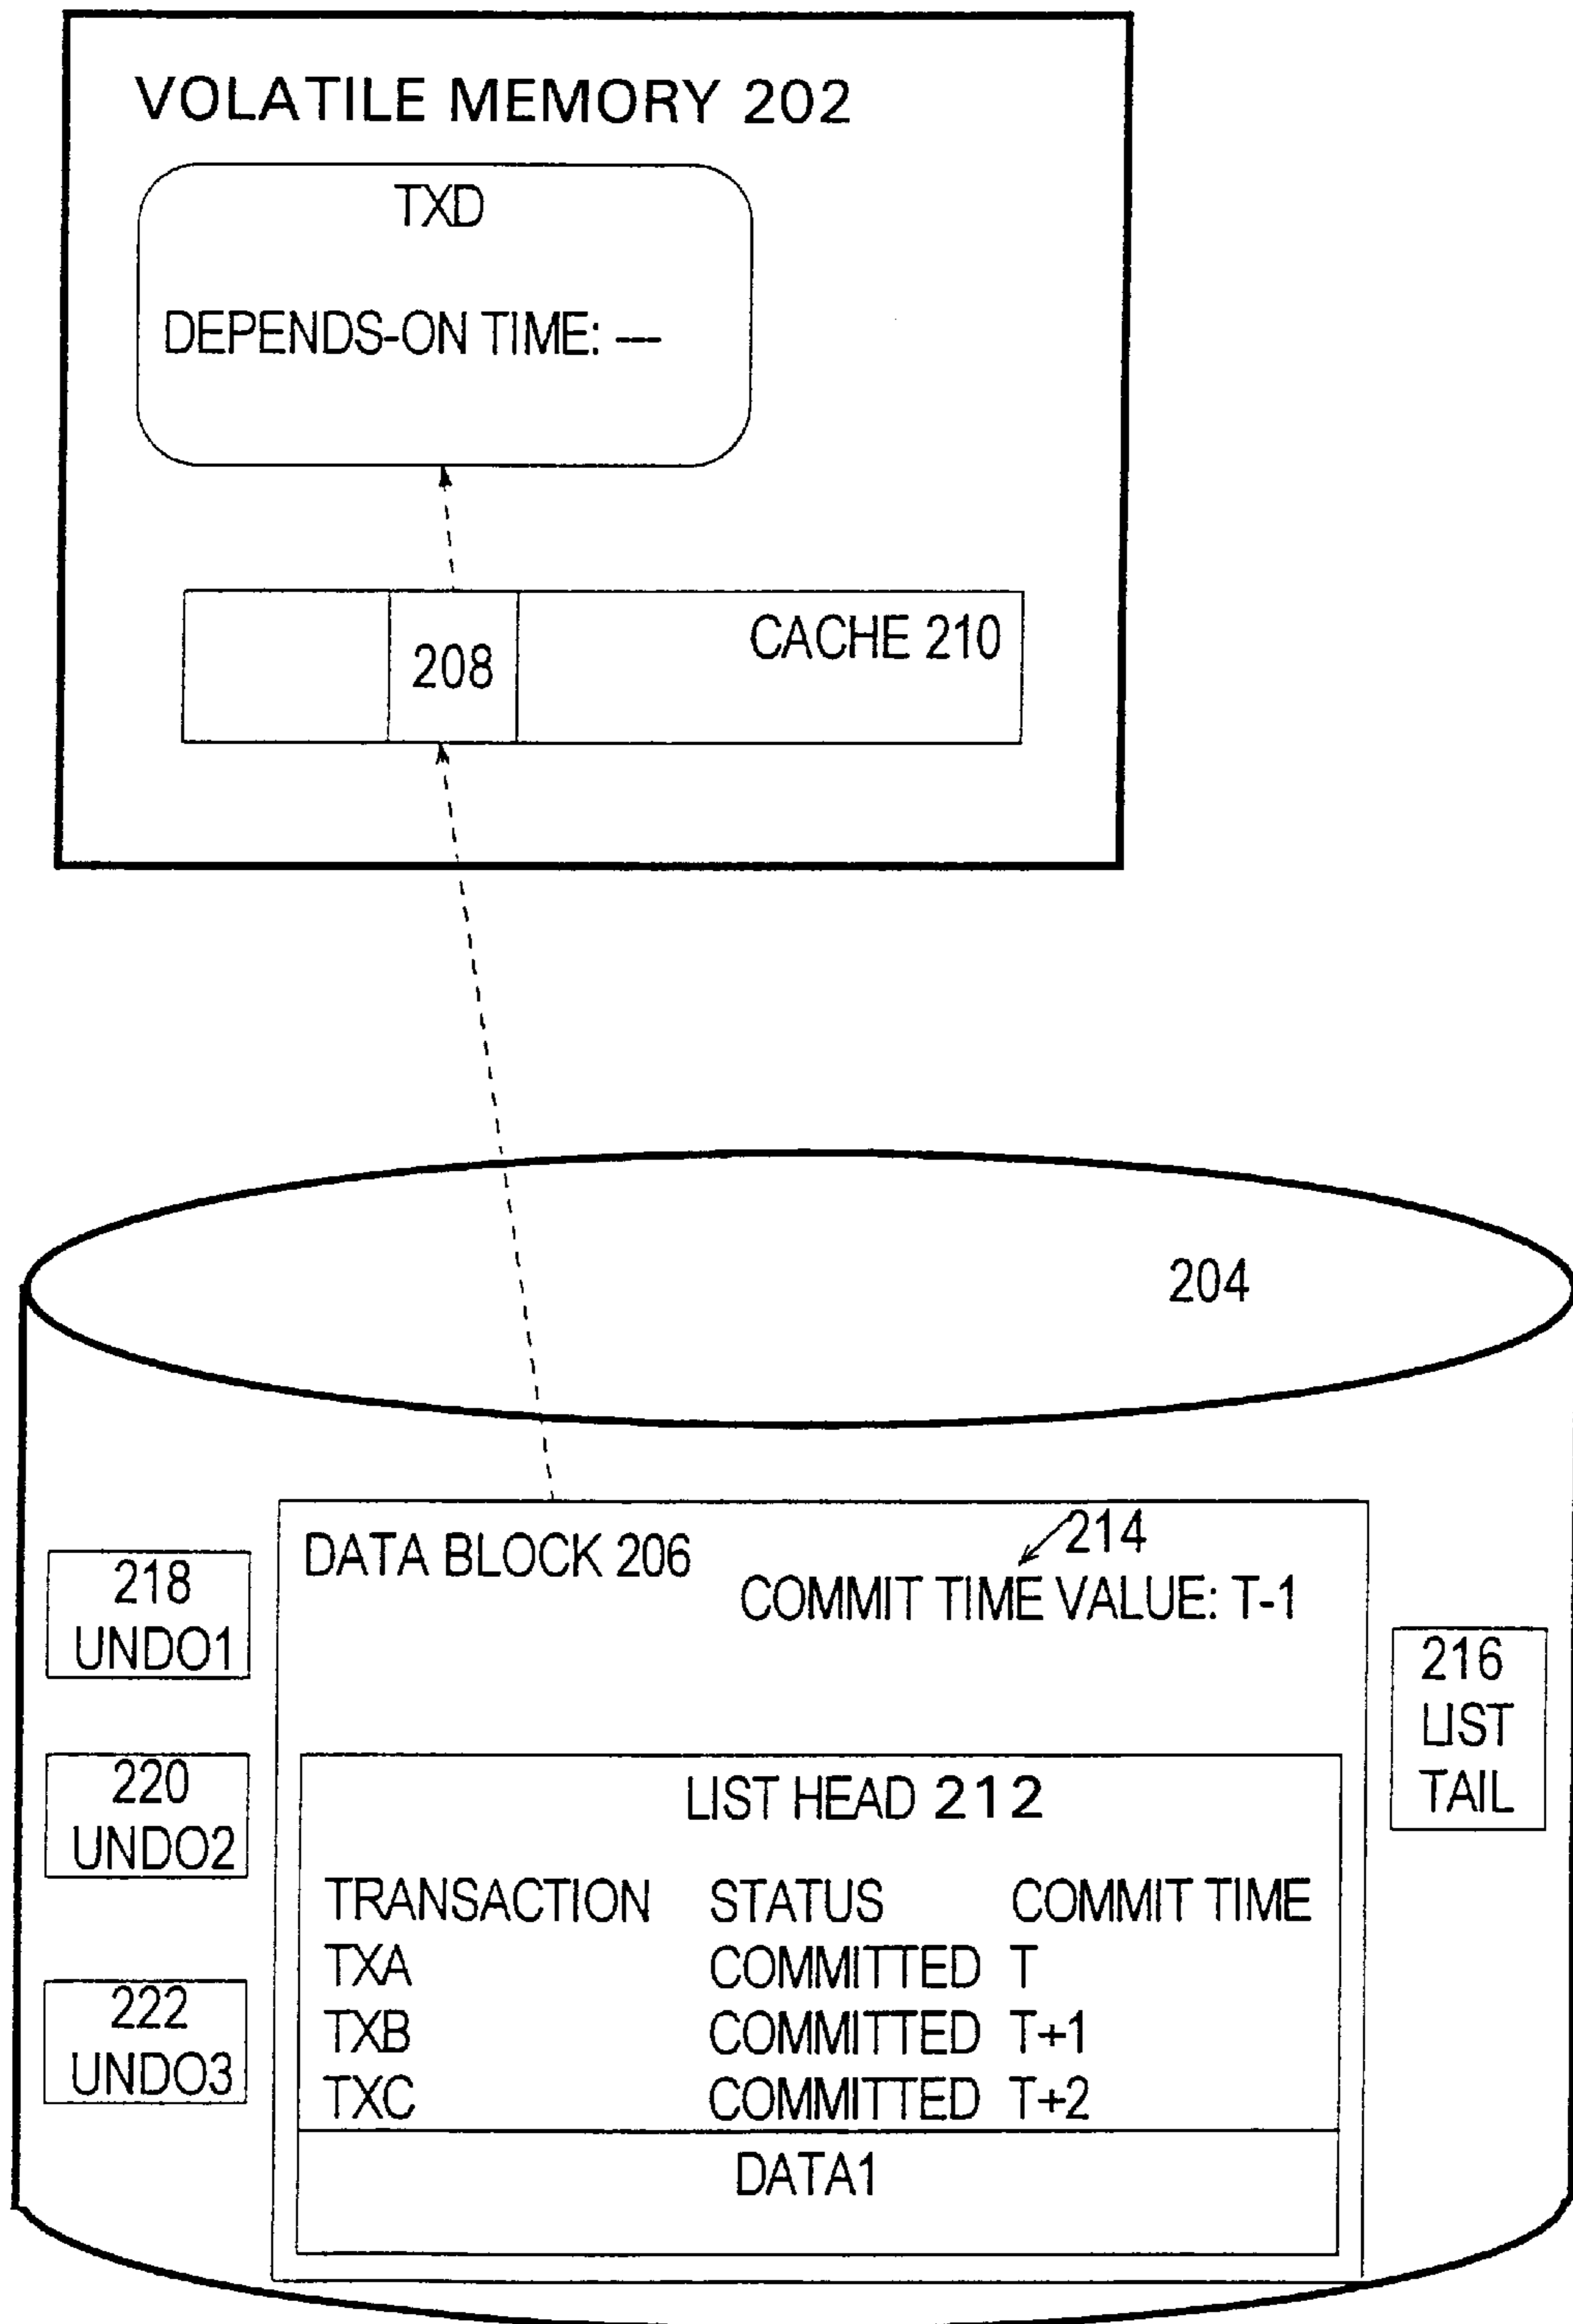 VOLATILE MEMORY 202
TXD
DEPENDS-ON TIME: ---
208
CACHE 210
204
DATA BLOCK 206
214
COMMIT TIME VALUE: T-1
218
UNDO1
216
LIST
TAIL
220
UNDO2
LIST HEAD 212
TRANSACTION STATUS COMMIT TIME
TXA COMMITTED T
TXB COMMITTED T+1
TXC COMMITTED T+2
222
UNDO3
DATA1